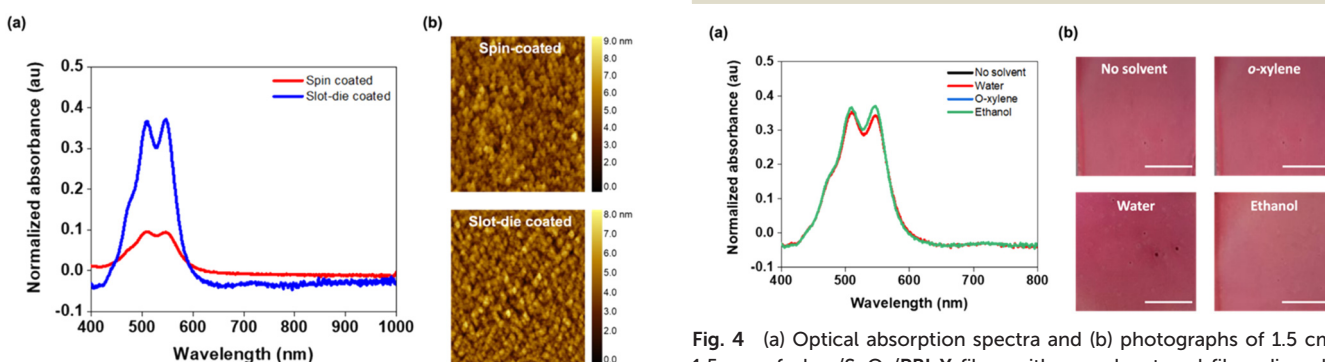 (a)
Normalized absorbance (au)
0.5
0.4
0.3
0.2
0.1
0.0
-0.1
Spin coated
Slot-die coated
400 500 600 700 800 900 1000
Wavelength (nm)
(b)
Spin-coated
9.0 nm
8.0
7.0
6.0
5.0
4.0
3.0
2.0
0.0
Slot-die coated
8.0 nm
7.0
6.0
5.0
4.0
3.0
2.0
0.0
(a)
Normalized absorbance (au)
0.5
0.4
0.3
0.2
0.1
0.0
-0.1
No solvent
Water
O-xylene
Ethanol
400 500 600 700 800
Wavelength (nm)
(b)
No solvent
o-xylene
Water
Ethanol
Fig. 4 (a) Optical absorption spectra and (b) photographs of 1.5 cm